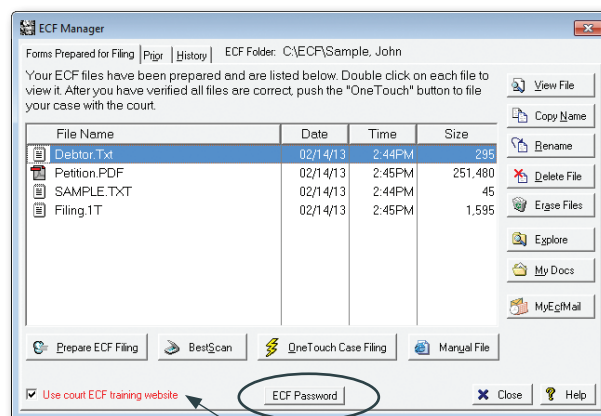 ECF Manager
Forms Prepared for Filing Prior History ECF Folder: C:\ECF\Sample, John
Your ECF files have been prepared and are listed below. Double click on each file to
view it. After you have verified all files are correct, push the "OneTouch" button to file
your case with the court.
File Name Date Time Size
Debtor.Txt 02/14/13 2:44PM 295
Petition.PDF 02/14/13 2:45PM 251,480
SAMPLE.TXT 02/14/13 2:44PM 45
Filing.1T 02/14/13 2:45PM 1,595
View File
Copy Name
Rename
Delete File
Erase Files
Explore
My Docs
MyEcfMail
Prepare ECF Filing BestScan OneTouch Case Filing Manual File
Use court ECF training website ECF Password Close Help